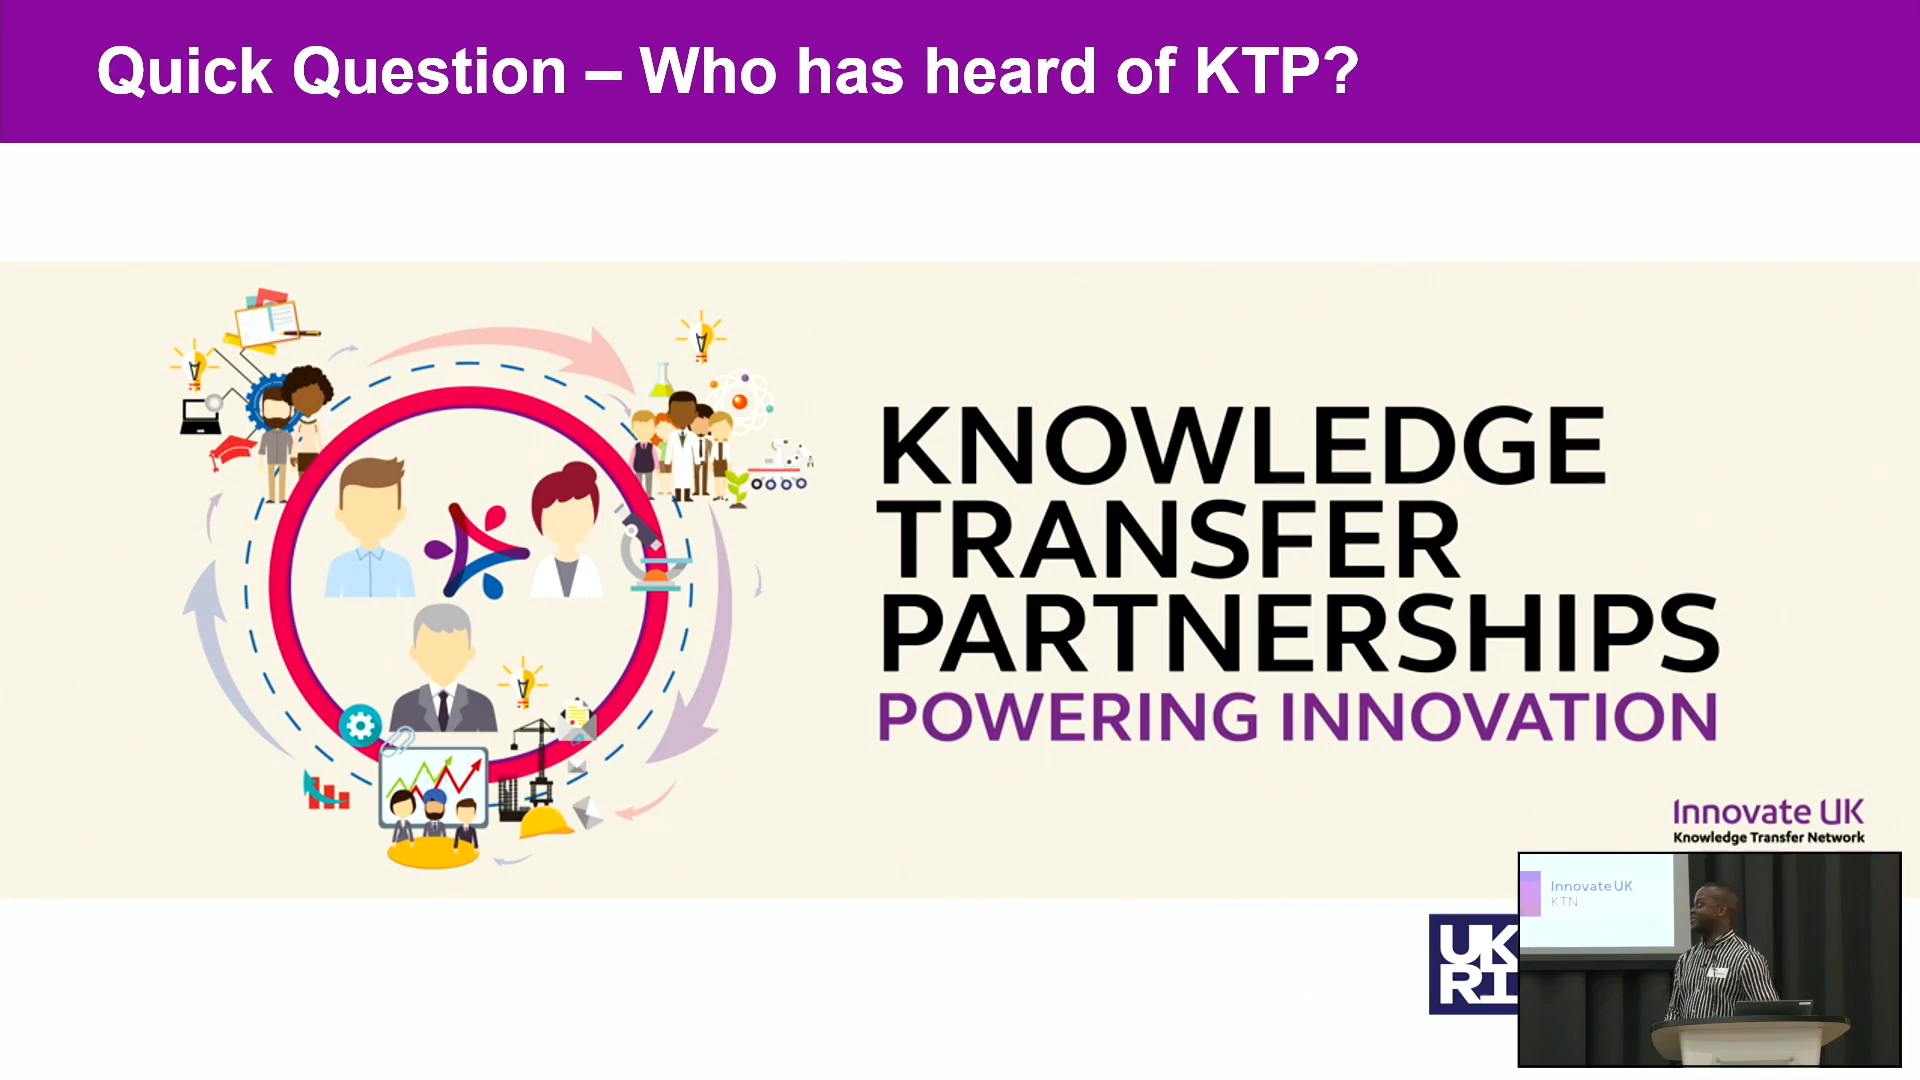 Quick Question – Who has heard of KTP?
KNOWLEDGE
TRANSFER
PARTNERSHIPS
POWERING INNOVATION
Innovate UK
Knowledge Transfer Network
UK
RI
Innovate UK
KTN